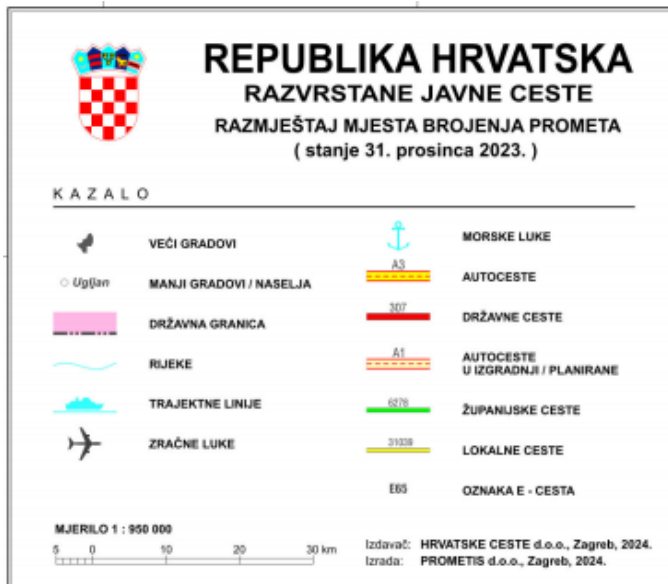 REPUBLIKA HRVATSKA
RAZVRSTANE JAVNE CESTE
RAZMJEŠTAJ MJESTA BROJENJA PROMETA
( stanje 31. prosinca 2023. )
KAZALO
VEĆI GRADOVI
Ugljan MANJI GRADOVI / NASELJA
DRŽAVNA GRANICA
RIJEKE
TRAJEKTNE LINIJE
ZRAČNE LUKE
MORSKE LUKE
A3 AUTOCESTE
307 DRŽAVNE CESTE
A1 AUTOCESTE
U IZGRADNJI / PLANIRANE
6278 ŽUPANIJSKE CESTE
31039 LOKALNE CESTE
E65 OZNAKA E - CESTA
MJERILO 1 : 950 000
5 0 10 20 30 km
Izdavač: HRVATSKE CESTE d.o.o., Zagreb, 2024.
Izrada: PROMETIS d.o.o., Zagreb, 2024.